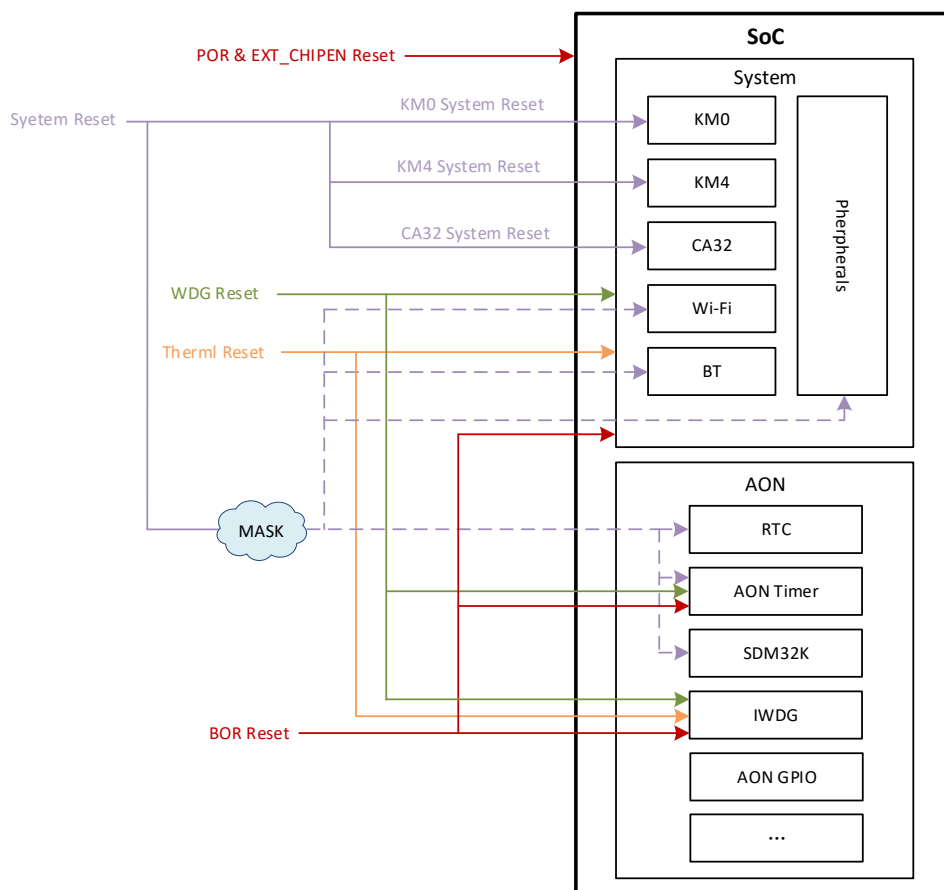 SoC
POR & EXT_CHIPEN Reset
System
KM0 System Reset
KM0
Syetem Reset
KM4 System Reset
KM4
CA32 System Reset
CA32
Pherpherals
WDG Reset
Wi-Fi
Therml Reset
BT
AON
MASK
RTC
AON Timer
SDM32K
IWDG
BOR Reset
AON GPIO
...